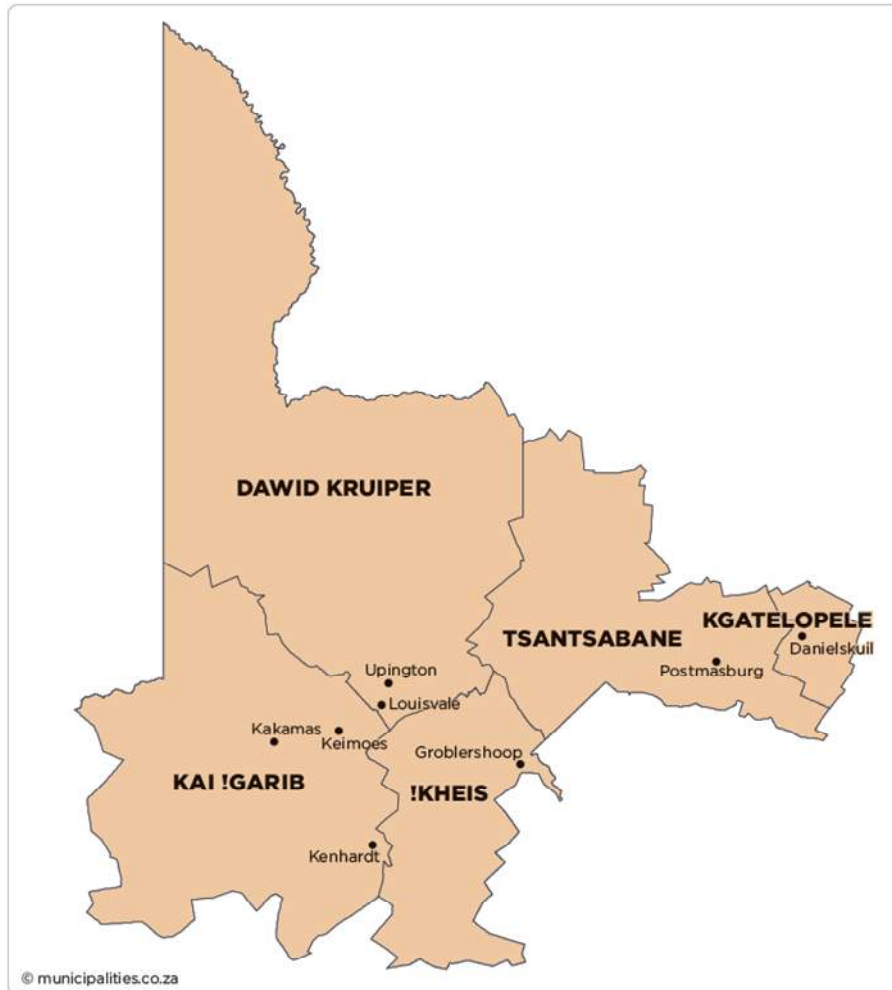 DAWID KRUIPER
TSANTSABANE
KGATELOPELE
Danielskuil
Postmasburg
Upington
Louisvale
Kakamas
Keimoes
Groblershoop
KAI !GARIB
!KHEIS
Kenhardt
© municipalities.co.za